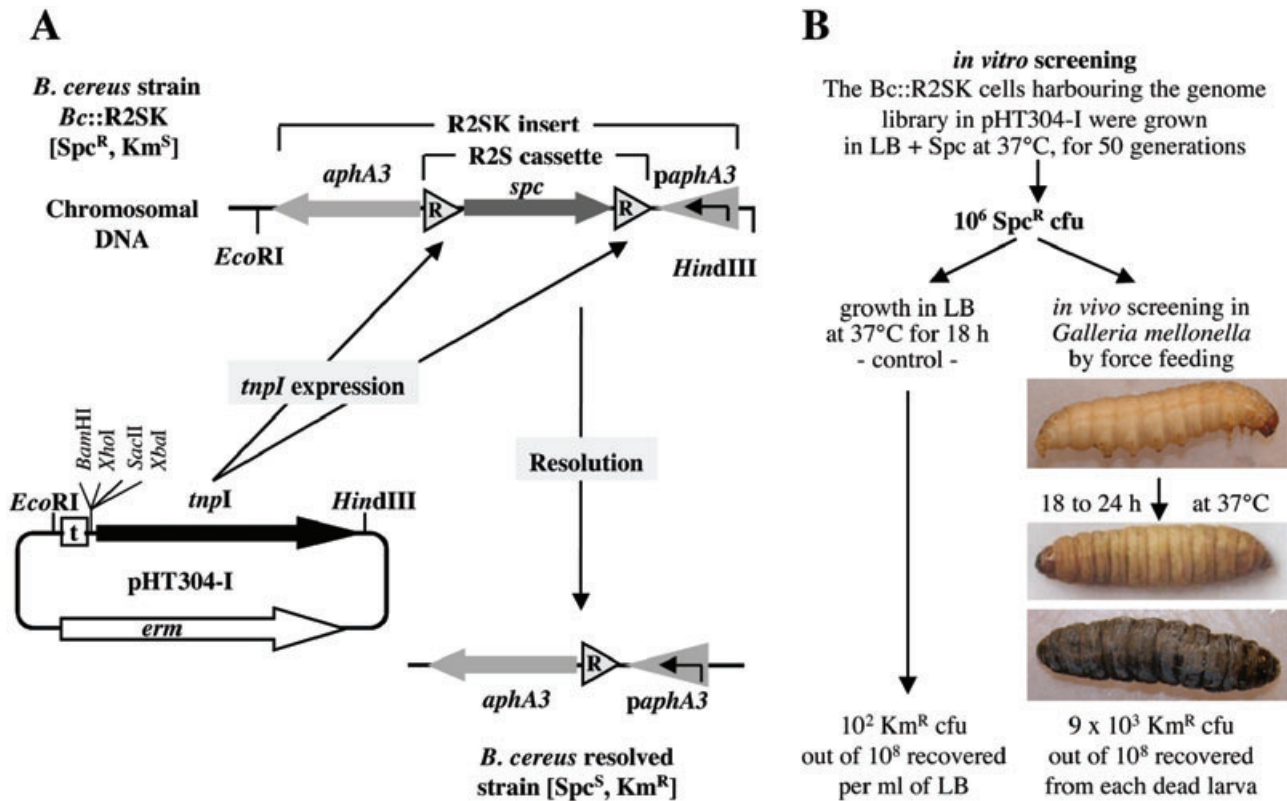 A
B. cereus strain
Bc::R2SK
[Spcᴿ, Kmˢ]
R2SK insert
R2S cassette
aphA3
spc
paphA3
R
R
Chromosomal
DNA
EcoRI
HindIII
tnpI expression
Resolution
BamHI
XhoI
SacII
XbaI
EcoRI
t
tnpI
HindIII
pHT304-I
erm
R
aphA3
paphA3
B. cereus resolved
strain [Spcˢ, Kmᴿ]
B
in vitro screening
The Bc::R2SK cells harbouring the genome
library in pHT304-I were grown
in LB + Spc at 37°C, for 50 generations
10⁶ Spcᴿ cfu
growth in LB
at 37°C for 18 h
- control -
in vivo screening in
Galleria mellonella
by force feeding
18 to 24 h at 37°C
10² Kmᴿ cfu
out of 10⁸ recovered
per ml of LB
9 x 10³ Kmᴿ cfu
out of 10⁸ recovered
from each dead larva